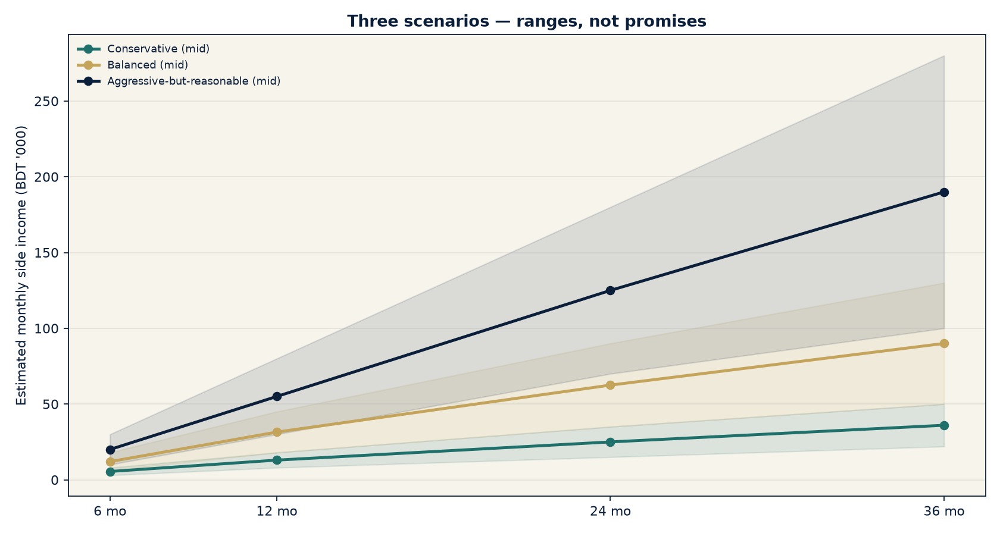 Three scenarios — ranges, not promises
Conservative (mid)
Balanced (mid)
Aggressive-but-reasonable (mid)
Estimated monthly side income (BDT '000)
250
200
150
100
50
0
6 mo
12 mo
24 mo
36 mo